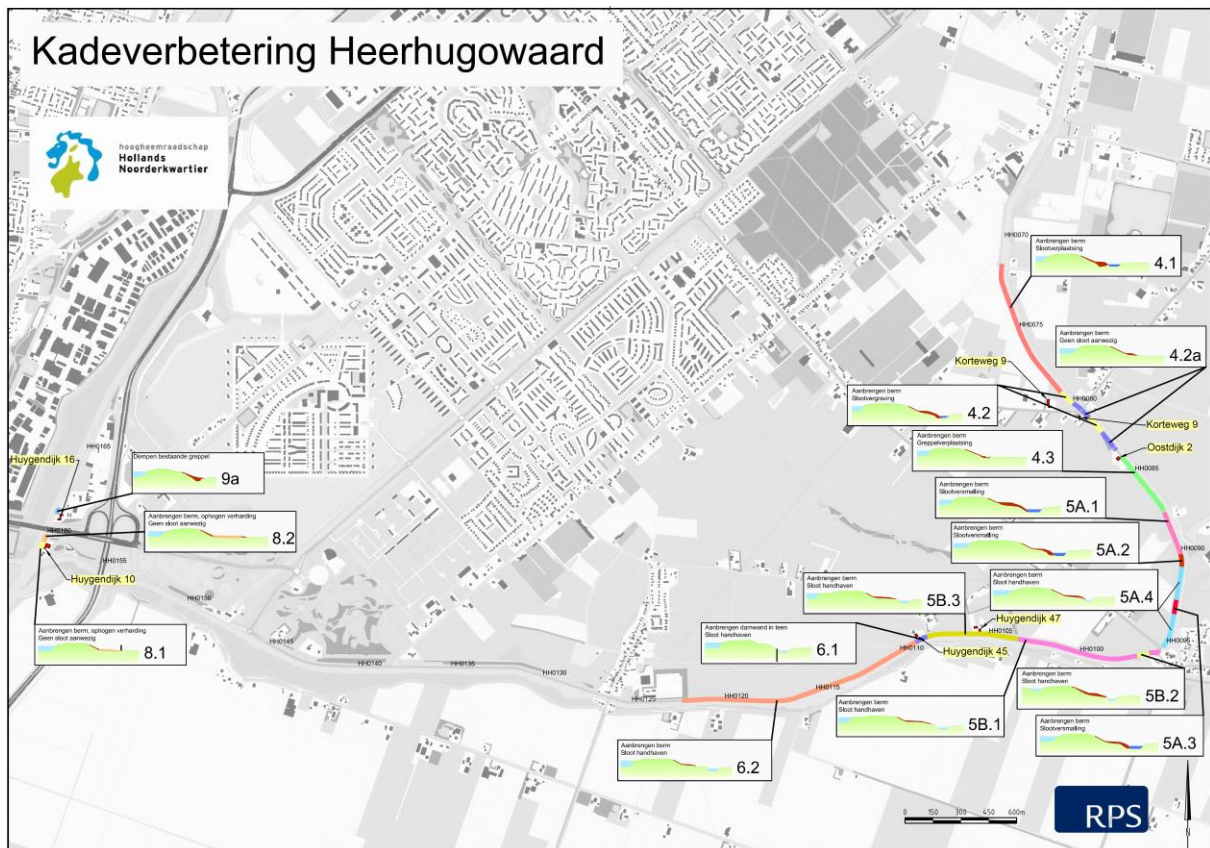 Kadeverbetering Heerhugowaard
hoogheemraadschap
Hollands
Noorderkwartier
HH0070
Aanbrengen berm
Slootverplaatsing
4.1
HH0075
Aanbrengen berm
Geen sloot aanwezig
4.2a
Korteweg 9
HH0080
Aanbrengen berm
Slootvergraving
4.2
Korteweg 9
Aanbrengen berm
Greppelverplaatsing
4.3
Oostdijk 2
HH0085
Aanbrengen berm
Slootversmalling
5A.1
Aanbrengen berm
Slootversmalling
5A.2
HH0090
Aanbrengen berm
Sloot handhaven
5A.4
HH0095
Aanbrengen berm
Sloot handhaven
5B.3
Huygendijk 47
HH0105
Huygendijk 45
HH0110
HH0100
Aanbrengen damwand in teen
Sloot handhaven
6.1
Aanbrengen berm
Sloot handhaven
5B.2
Aanbrengen berm
Sloot handhaven
5B.1
Aanbrengen berm
Slootversmalling
5A.3
HH0115
HH0120
HH0125
Aanbrengen berm
Sloot handhaven
6.2
HH0130
HH0135
HH0140
HH0145
HH0150
HH0155
HH0160
HH0165
Huygendijk 16
Dempen bestaande greppel
9a
Aanbrengen berm, ophogen verharding
Geen sloot aanwezig
8.2
Huygendijk 10
Aanbrengen berm, ophogen verharding
Geen sloot aanwezig
8.1
0 150 300 450 600m
RPS